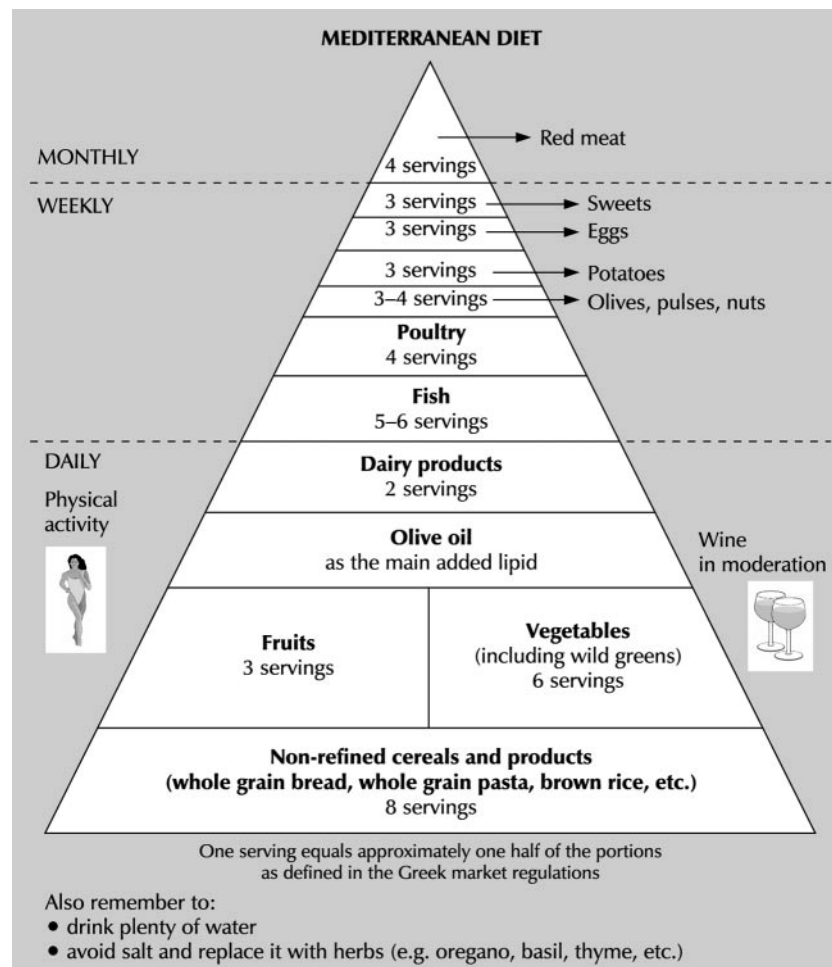 MEDITERRANEAN DIET
Red meat
MONTHLY
4 servings
WEEKLY
3 servings
Sweets
3 servings
Eggs
3 servings
Potatoes
3–4 servings
Olives, pulses, nuts
Poultry
4 servings
Fish
5–6 servings
DAILY
Dairy products
2 servings
Physical
activity
Olive oil
as the main added lipid
Wine
in moderation
Fruits
3 servings
Vegetables
(including wild greens)
6 servings
Non-refined cereals and products
(whole grain bread, whole grain pasta, brown rice, etc.)
8 servings
One serving equals approximately one half of the portions
as defined in the Greek market regulations
Also remember to:
• drink plenty of water
• avoid salt and replace it with herbs (e.g. oregano, basil, thyme, etc.)